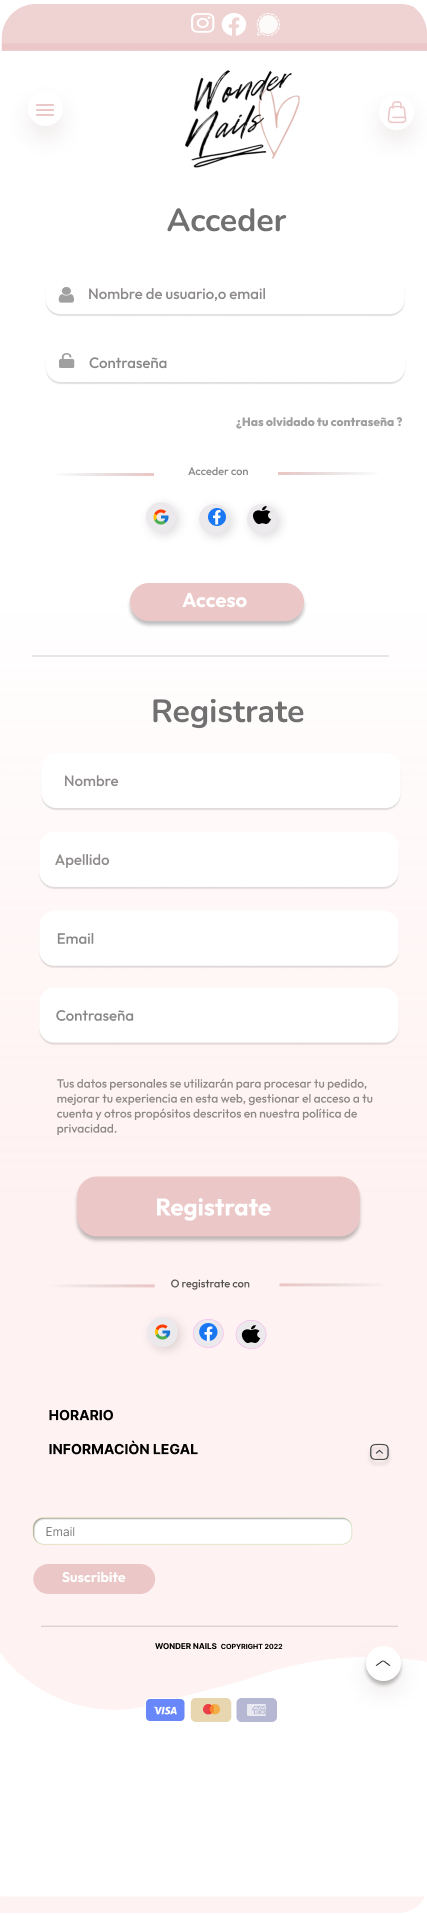 Wonder
Nails
Acceder
Nombre de usuario,o email
Contraseña
¿Has olvidado tu contraseña ?
Acceder con
Acceso
Registrate
Nombre
Apellido
Email
Contraseña
Tus datos personales se utilizarán para procesar tu pedido,
mejorar tu experiencia en esta web, gestionar el acceso a tu
cuenta y otros propósitos descritos en nuestra política de
privacidad.
Registrate
O registrate con
HORARIO
INFORMACIÒN LEGAL
Email
Suscribite
WONDER NAILS COPYRIGHT 2022
VISA